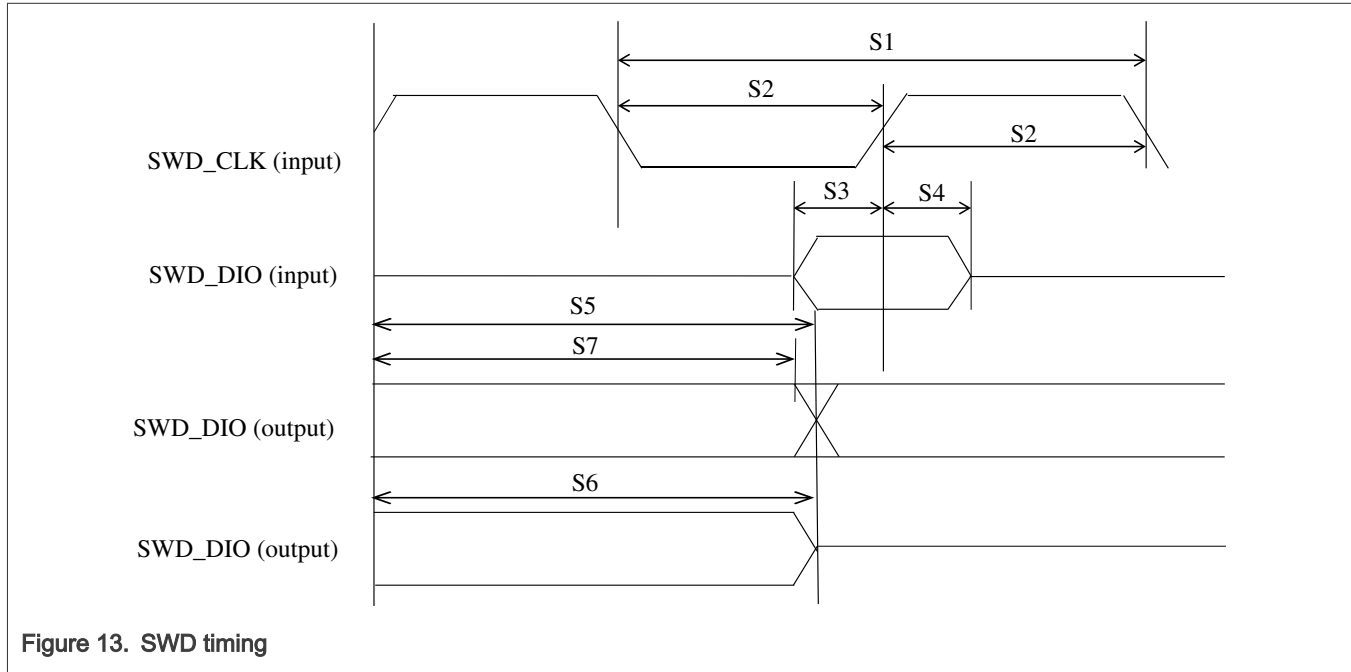 S1
S2
S2
SWD_CLK (input)
S3
S4
SWD_DIO (input)
S5
S7
SWD_DIO (output)
S6
SWD_DIO (output)
Figure 13. SWD timing